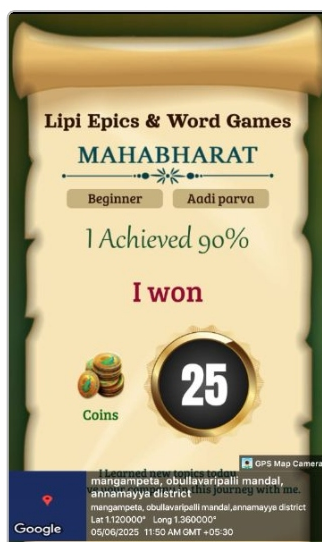 Lipi Epics & Word Games
MAHABHARAT
Beginner
Aadi parva
I Achieved 90%
I won
25
Coins
GPS Map Camera
I Learned new topics today
in this journey with me.
mangampeta, obullavaripalli mandal,
annamayya district
mangampeta, obullavaripalli mandal,annamayya district
Lat 1.120000° Long 1.360000°
05/06/2025 11:50 AM GMT +05:30
Google